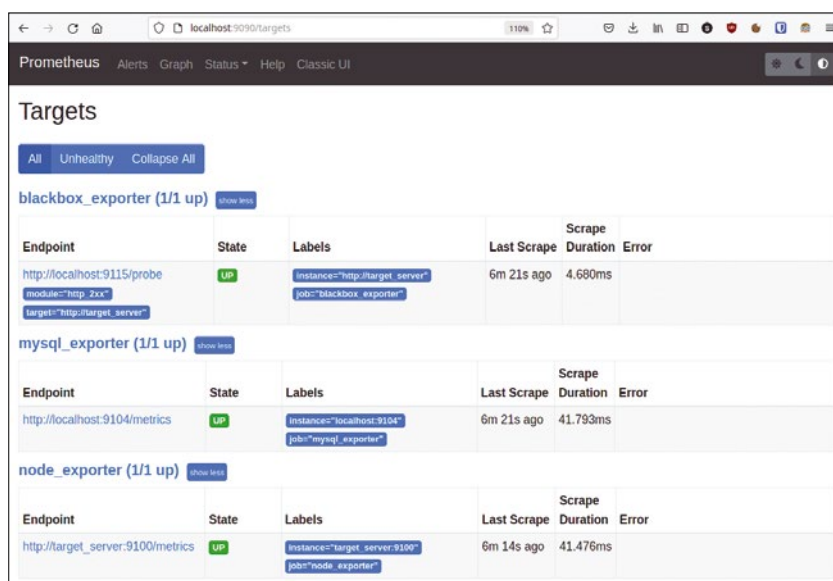 localhost:9090/targets 110%
Prometheus Alerts Graph Status Help Classic UI
Targets
All Unhealthy Collapse All
blackbox_exporter (1/1 up) show less
Endpoint State Labels Last Scrape Scrape Duration Error
http://localhost:9115/probe UP instance="http://target_server" 6m 21s ago 4.680ms
module="http_2xx" job="blackbox_exporter"
target="http://target_server"
mysql_exporter (1/1 up) show less
Endpoint State Labels Last Scrape Scrape Duration Error
http://localhost:9104/metrics UP instance="localhost:9104" 6m 21s ago 41.793ms
job="mysql_exporter"
node_exporter (1/1 up) show less
Endpoint State Labels Last Scrape Scrape Duration Error
http://target_server:9100/metrics UP instance="target_server:9100" 6m 14s ago 41.476ms
job="node_exporter"